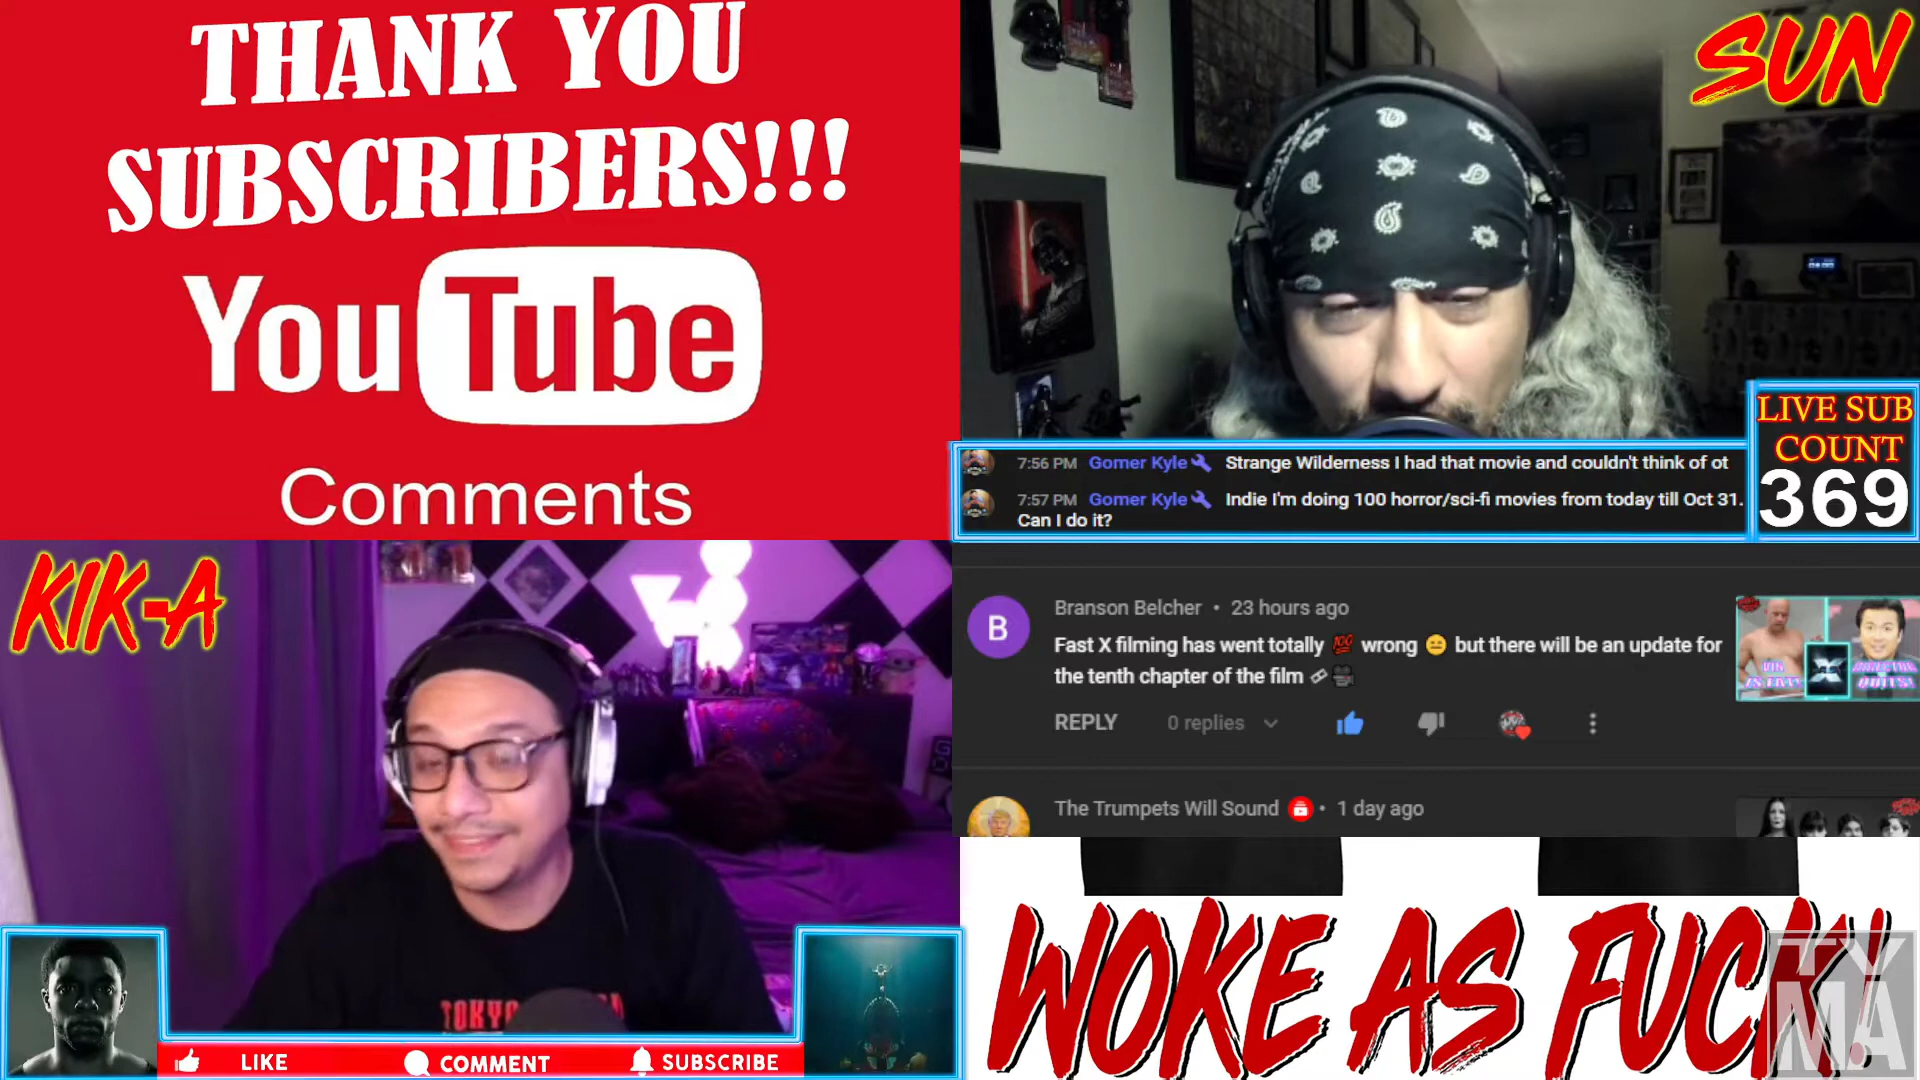 THANK YOU
SUBSCRIBERS!!!
YouTube
Comments
SUN
LIVE SUB
COUNT
369
7:56 PM Gomer Kyle Strange Wilderness I had that movie and couldn't think of ot
7:57 PM Gomer Kyle Indie I'm doing 100 horror/sci-fi movies from today till Oct 31.
Can I do it?
KIK-A
B
Branson Belcher • 23 hours ago
Fast X filming has went totally 💯 wrong 😐 but there will be an update for
the tenth chapter of the film 🔗🎥
REPLY 0 replies
QUITS!
The Trumpets Will Sound • 1 day ago
TOKYO
LIKE
COMMENT
SUBSCRIBE
WOKE AS FUCK!
TY
MA